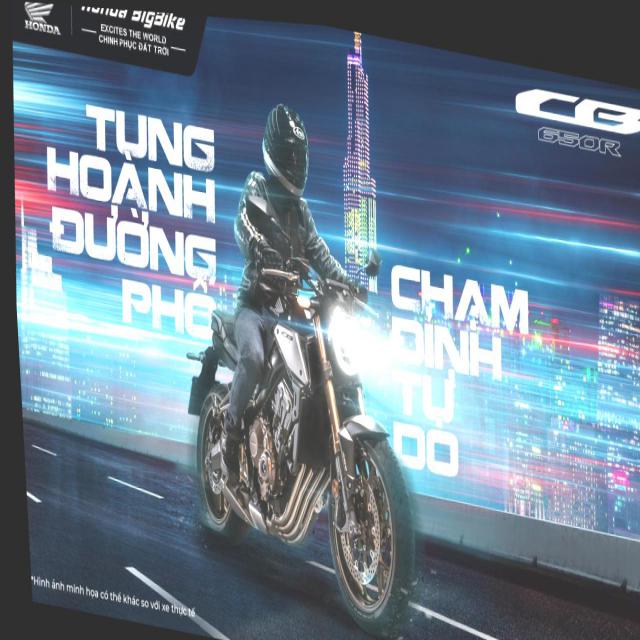 HONDA
Honda BigBike
EXCITES THE WORLD
CHINH PHỤC ĐẤT TRỜI
CB
650R
TUNG
HOÀNH
ĐƯỜNG
PHỐ
CHẠM
ĐỈNH
TỰ
DO
*Hình ảnh minh họa có thể khác so với xe thực tế